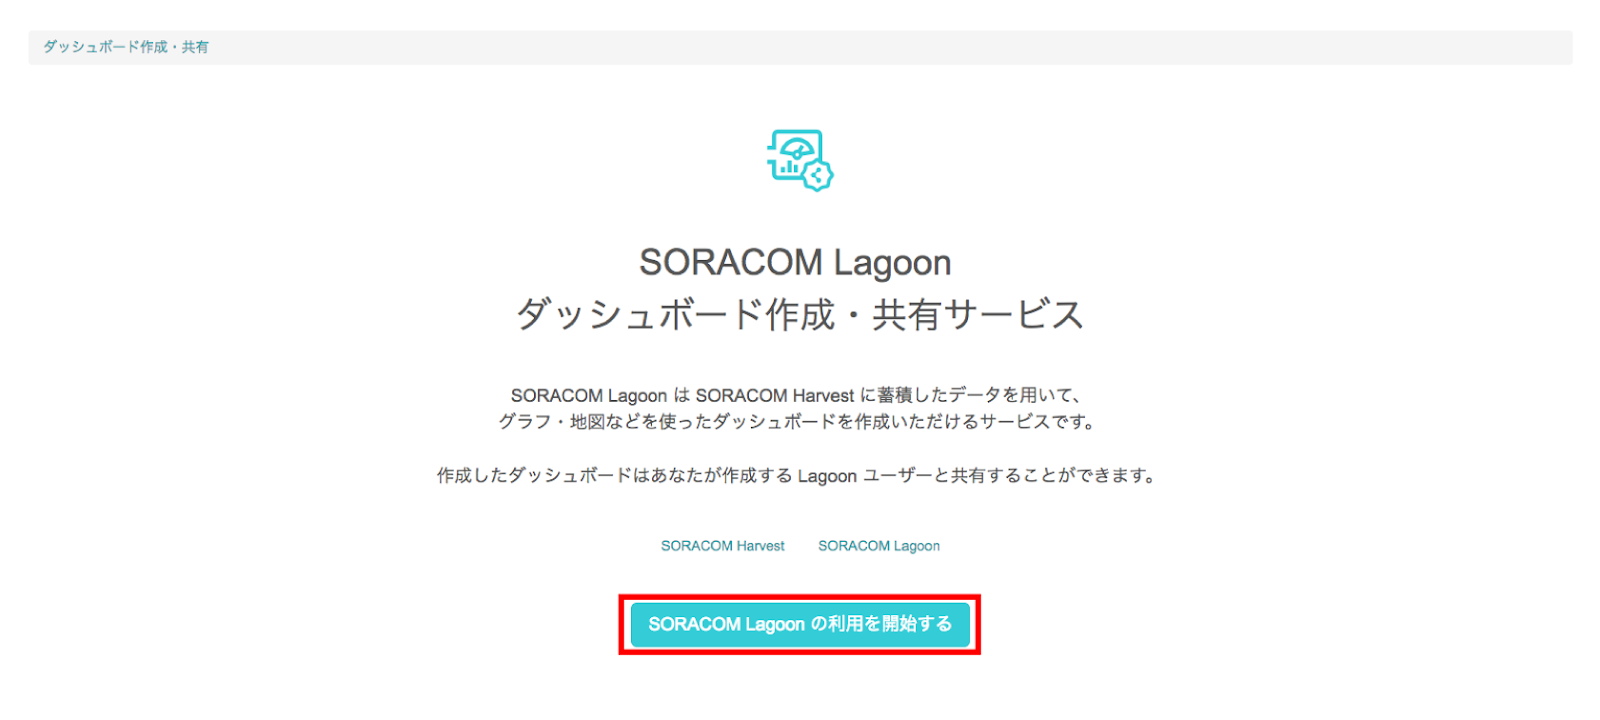 ダッシュボード作成・共有
SORACOM Lagoon
ダッシュボード作成・共有サービス
SORACOM Lagoon は SORACOM Harvest に蓄積したデータを用いて、
グラフ・地図などを使ったダッシュボードを作成いただけるサービスです。
作成したダッシュボードはあなたが作成する Lagoon ユーザーと共有することができます。
SORACOM Harvest SORACOM Lagoon
SORACOM Lagoon の利用を開始する